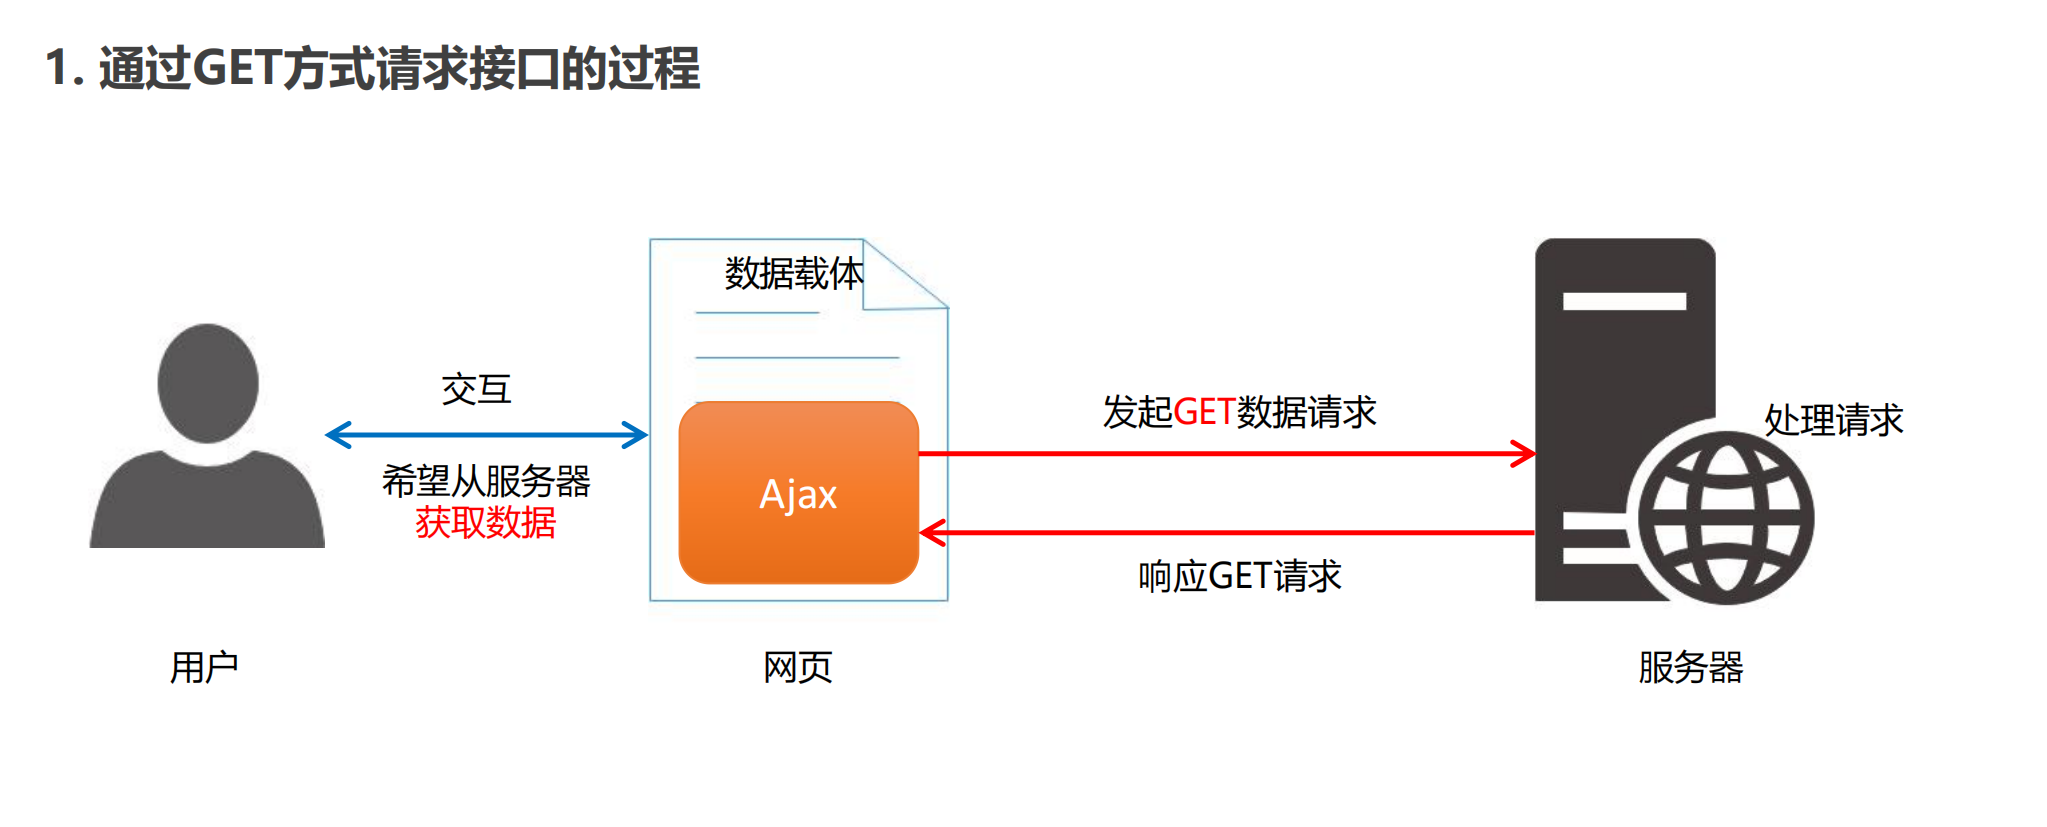 1. 通过GET方式请求接口的过程
数据载体
交互
希望从服务器
获取数据
Ajax
发起GET数据请求
响应GET请求
处理请求
用户
网页
服务器